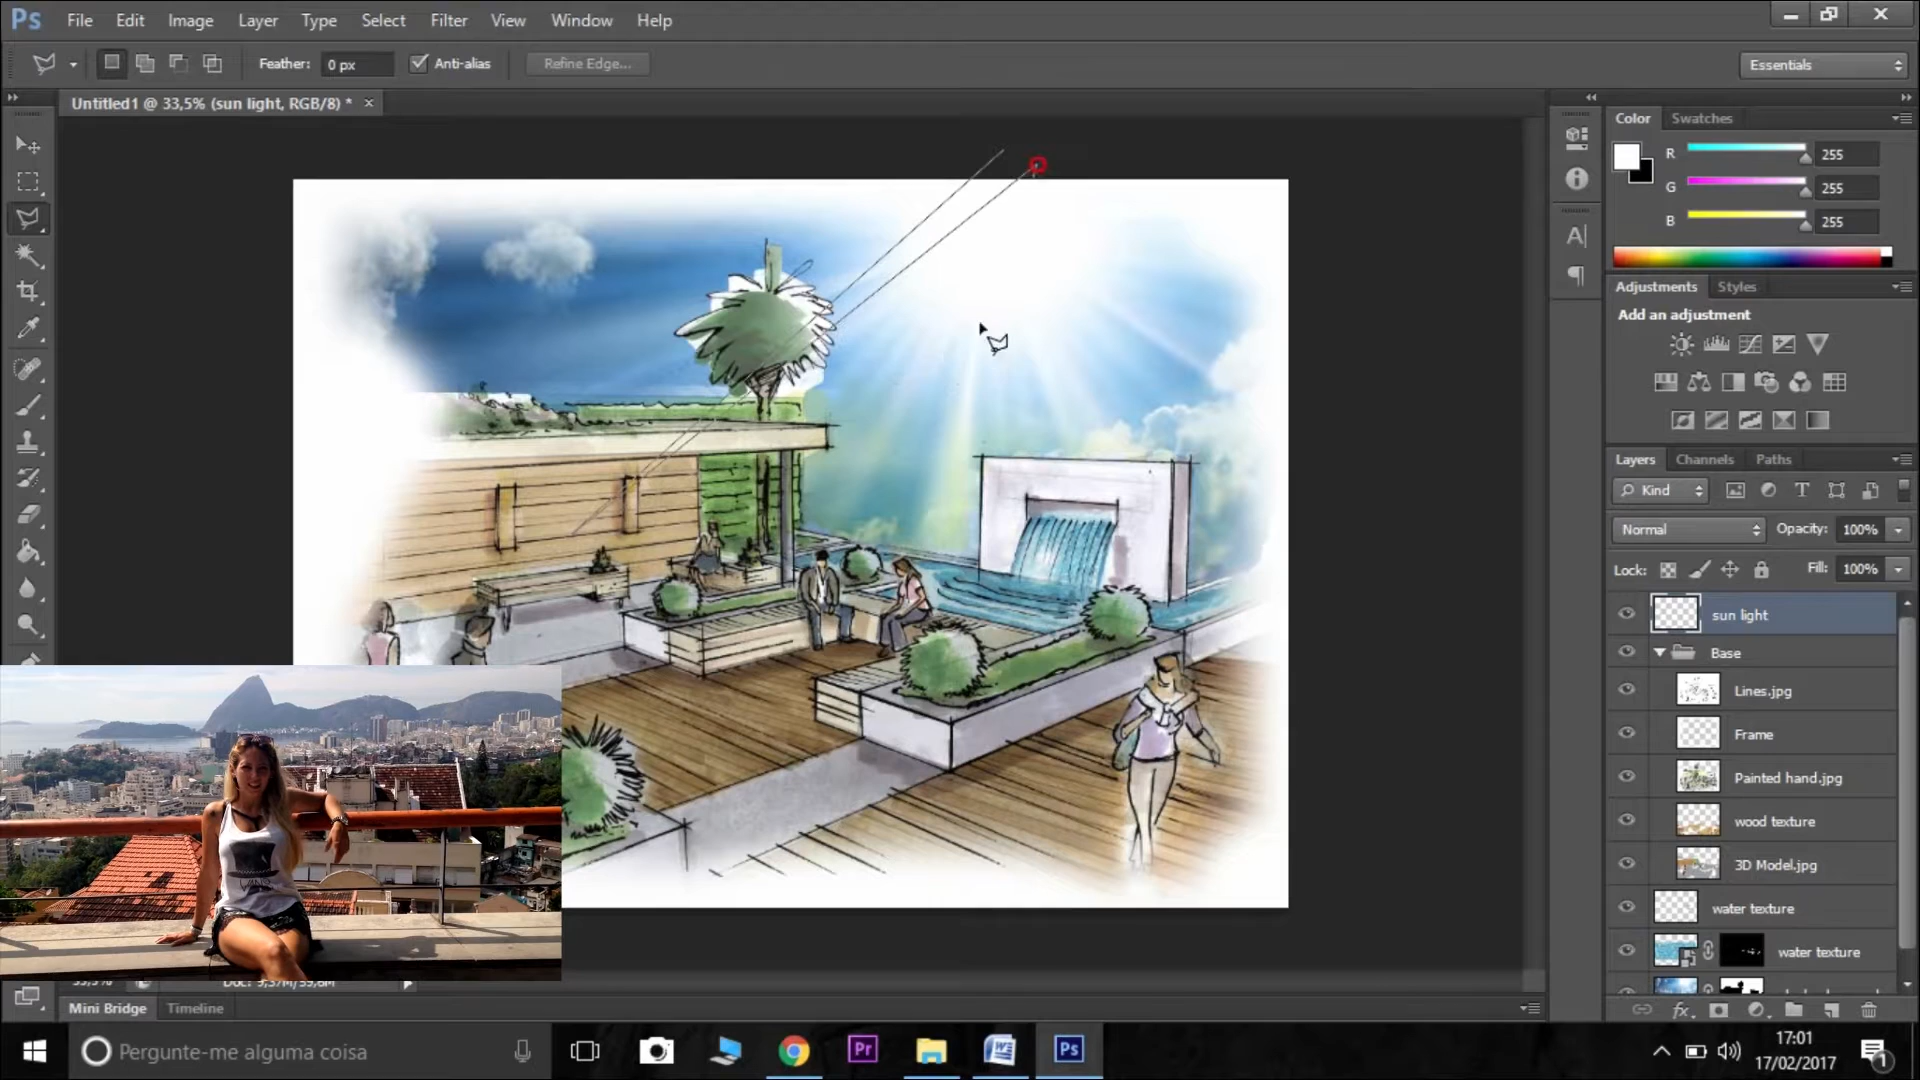 Ps File Edit Image Layer Type Select Filter View Window Help
Feather: 0 px Anti-alias Refine Edge... Essentials
Untitled1 @ 33,5% (sun light, RGB/8) * ×
Color Swatches
R 255
G 255
B 255
Adjustments Styles
Add an adjustment
Layers Channels Paths
Kind
Normal Opacity: 100%
Lock: Fill: 100%
sun light
Base
Lines.jpg
Frame
Painted hand.jpg
wood texture
3D Model.jpg
water texture
water texture
Mini Bridge Timeline
Pergunte-me alguma coisa
Pr
Ps
17:01
17/02/2017
1